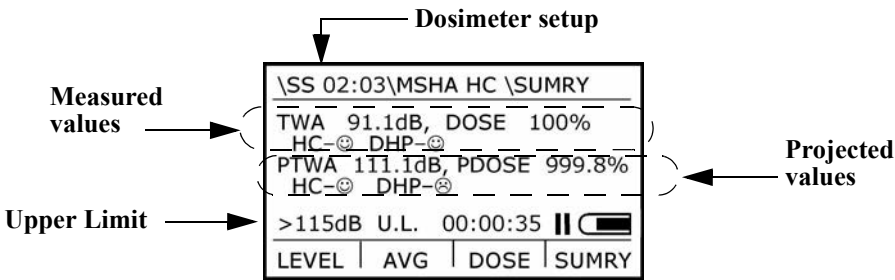 Dosimeter setup
\SS 02:03\MSHA HC \SUMRY
Measured
values
TWA 91.1dB, DOSE 100%
HC–☺ DHP–☺
PTWA 111.1dB, PDOSE 999.8%
HC–☺ DHP–☹
Projected
values
Upper Limit
>115dB U.L. 00:00:35
LEVEL AVG DOSE SUMRY